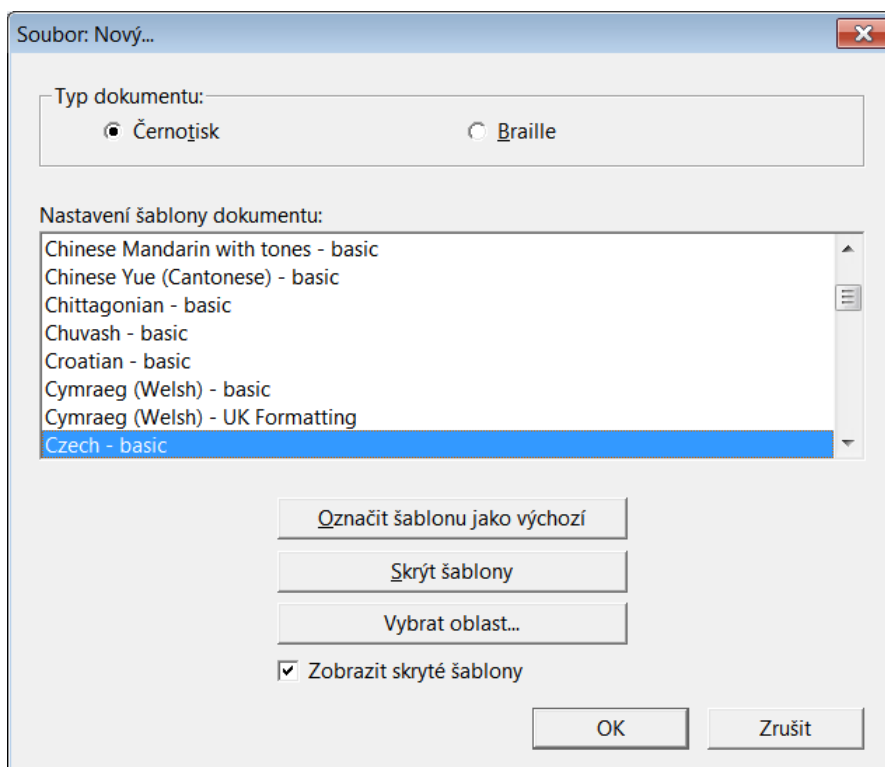 Soubor: Nový...
Typ dokumentu:
Černotisk Braille
Nastavení šablony dokumentu:
Chinese Mandarin with tones - basic
Chinese Yue (Cantonese) - basic
Chittagonian - basic
Chuvash - basic
Croatian - basic
Cymraeg (Welsh) - basic
Cymraeg (Welsh) - UK Formatting
Czech - basic
Označit šablonu jako výchozí
Skrýt šablony
Vybrat oblast...
Zobrazit skryté šablony
OK Zrušit